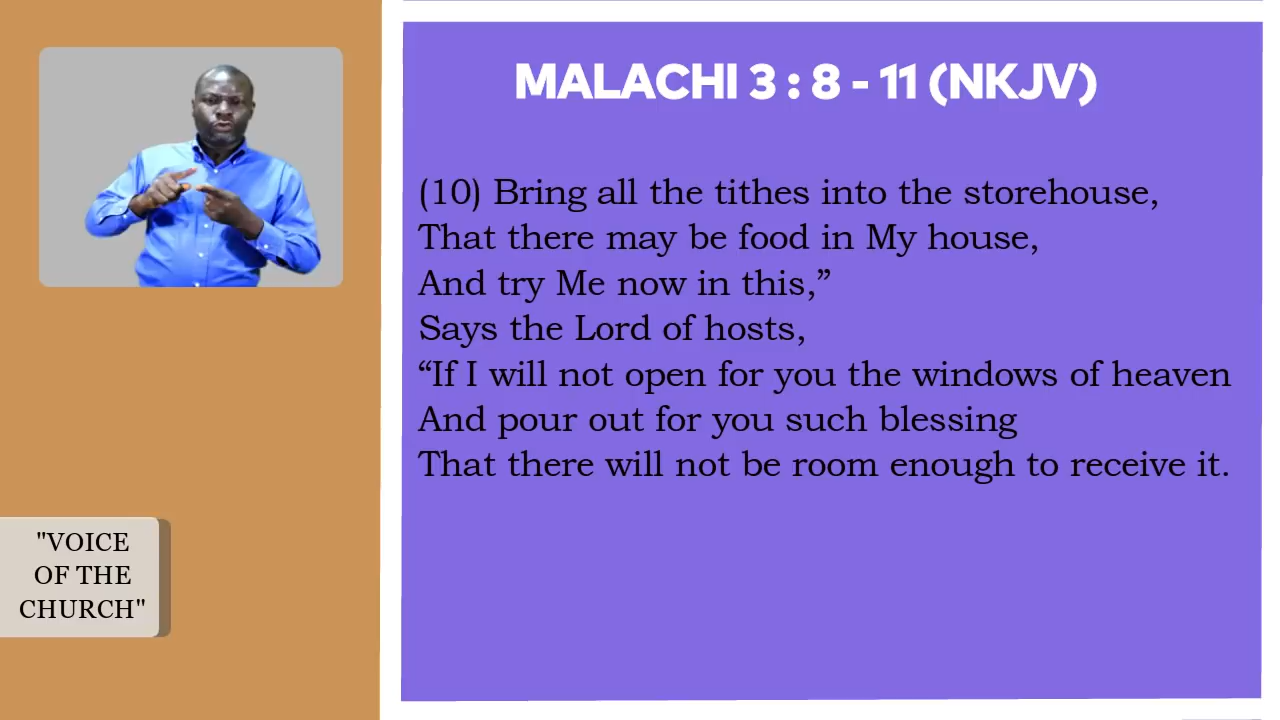 MALACHI 3 : 8 - 11 (NKJV)
(10) Bring all the tithes into the storehouse,
That there may be food in My house,
And try Me now in this,”
Says the Lord of hosts,
“If I will not open for you the windows of heaven
And pour out for you such blessing
That there will not be room enough to receive it.
"VOICE
OF THE
CHURCH"